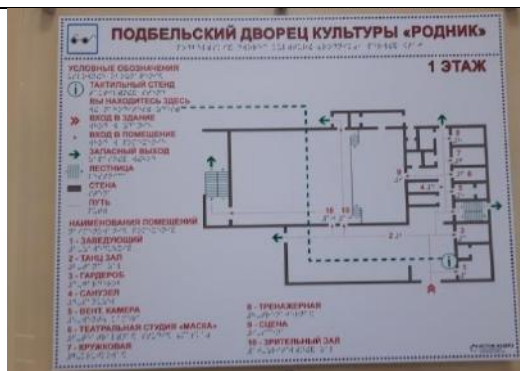 ПОДБЕЛЬСКИЙ ДВОРЕЦ КУЛЬТУРЫ «РОДНИК»
1 ЭТАЖ
УСЛОВНЫЕ ОБОЗНАЧЕНИЯ
ТАКТИЛЬНЫЙ СТЕНД
ВЫ НАХОДИТЕСЬ ЗДЕСЬ
ВХОД В ЗДАНИЕ
ВХОД В ПОМЕЩЕНИЕ
ЗАПАСНЫЙ ВЫХОД
ЛЕСТНИЦА
СТЕНА
ПУТЬ
НАИМЕНОВАНИЯ ПОМЕЩЕНИЙ
1 - ЗАВЕДУЮЩИЙ
2 - ТАНЦ ЗАЛ
3 - ГАРДЕРОБ
4 - САНУЗЕЛ
5 - ВЕНТ. КАМЕРА
6 - ТЕАТРАЛЬНАЯ СТУДИЯ «МАСКА»
7 - КРУЖКОВАЯ
8 - ТРЕНАЖЕРНАЯ
9 - СЦЕНА
10 - ЗРИТЕЛЬНЫЙ ЗАЛ